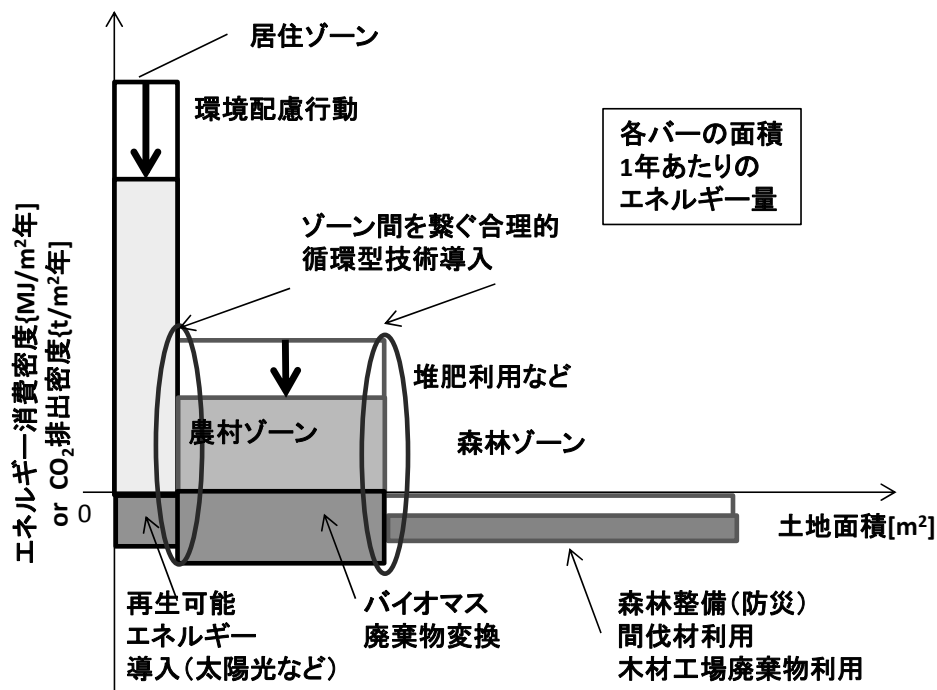 居住ゾーン
環境配慮行動
各バーの面積
1年あたりの
エネルギー量
ゾーン間を繋ぐ合理的
循環型技術導入
堆肥利用など
農村ゾーン
森林ゾーン
エネルギー消費密度{MJ/m²年}
or CO₂排出密度{t/m²年}
0
土地面積[m²]
再生可能
エネルギー
導入(太陽光など)
バイオマス
廃棄物変換
森林整備(防災)
間伐材利用
木材工場廃棄物利用